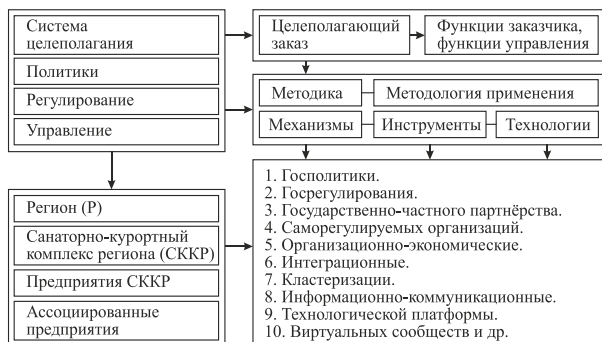 Система
целеполагания
Политики
Регулирование
Управление
Целеполагающий
заказ
Функции заказчика,
функции управления
Методика
Методология применения
Механизмы
Инструменты
Технологии
Регион (Р)
Санаторно-курортный
комплекс региона (СККР)
Предприятия СККР
Ассоциированные
предприятия
1. Госполитики.
2. Госрегулирования.
3. Государственно-частного партнёрства.
4. Саморегулируемых организаций.
5. Организационно-экономические.
6. Интеграционные.
7. Кластеризации.
8. Информационно-коммуникационные.
9. Технологической платформы.
10. Виртуальных сообществ и др.